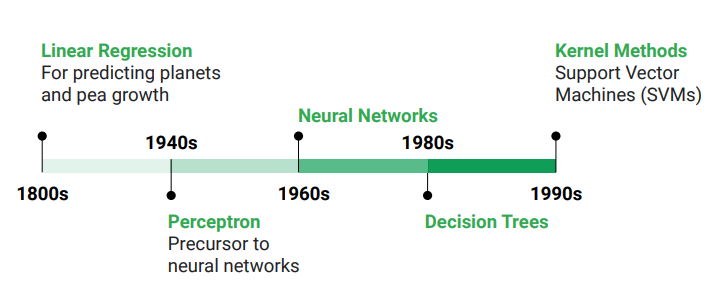 Linear Regression
For predicting planets
and pea growth
Kernel Methods
Support Vector
Machines (SVMs)
Neural Networks
1940s
1980s
1800s
1960s
1990s
Perceptron
Precursor to
neural networks
Decision Trees